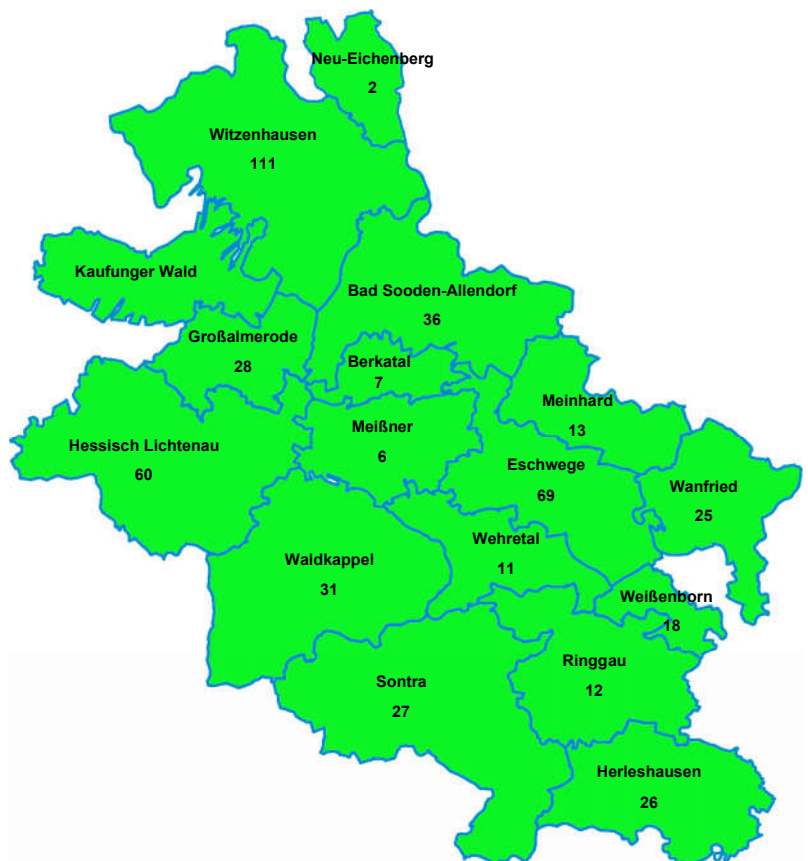 Neu-Eichenberg
2
Witzenhausen
111
Kaufunger Wald
Bad Sooden-Allendorf
36
Großalmerode
28
Berkatal
7
Meinhard
13
Meißner
6
Hessisch Lichtenau
60
Eschwege
69
Wanfried
25
Wehretal
11
Waldkappel
31
Weißenborn
18
Ringgau
12
Sontra
27
Herleshausen
26